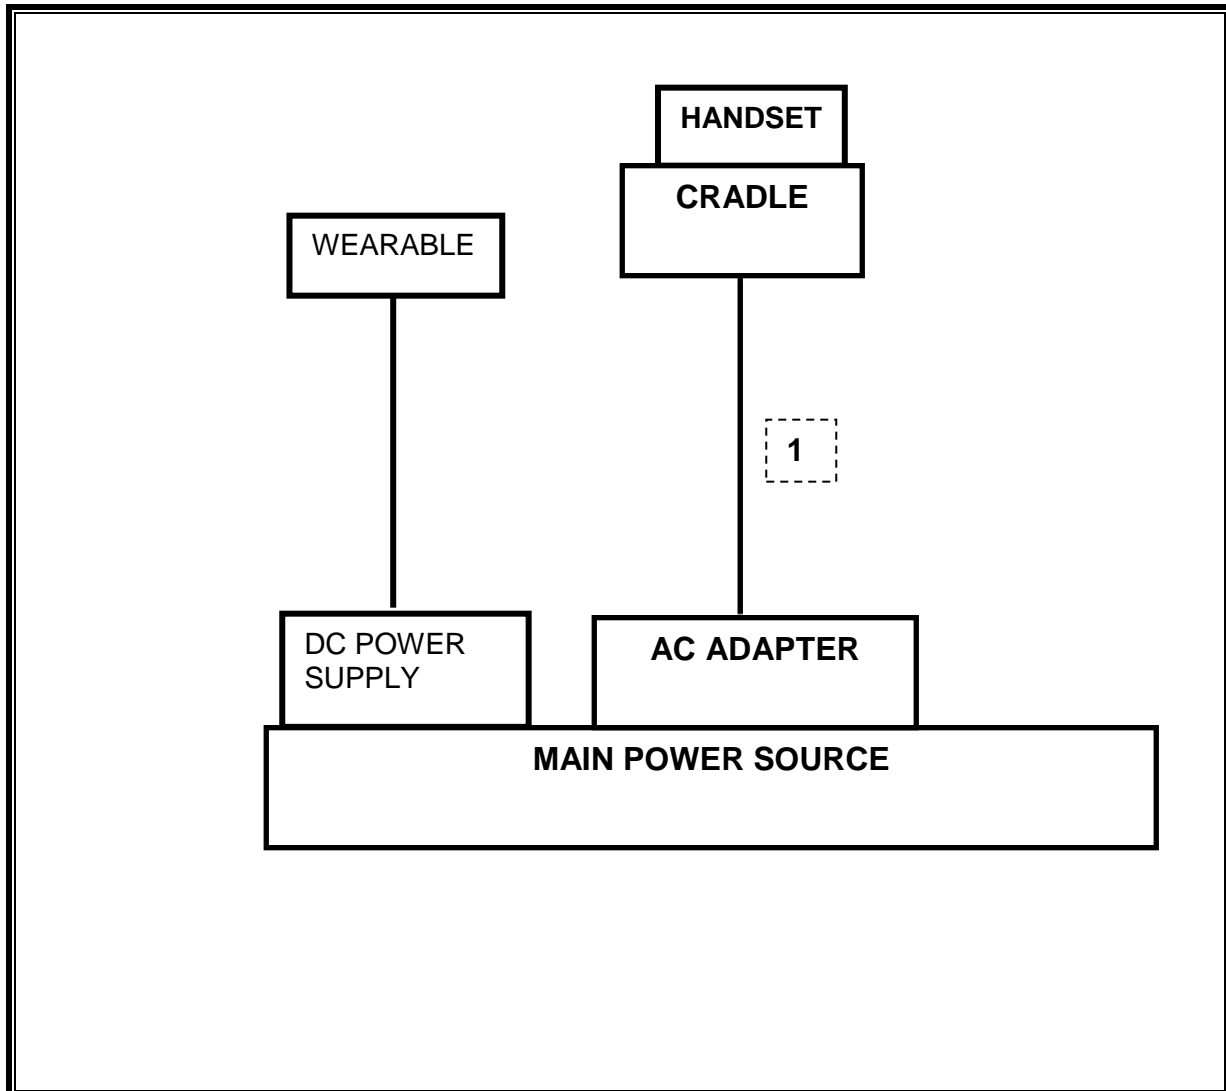 HANDSET
CRADLE
WEARABLE
1
DC POWER
SUPPLY
AC ADAPTER
MAIN POWER SOURCE